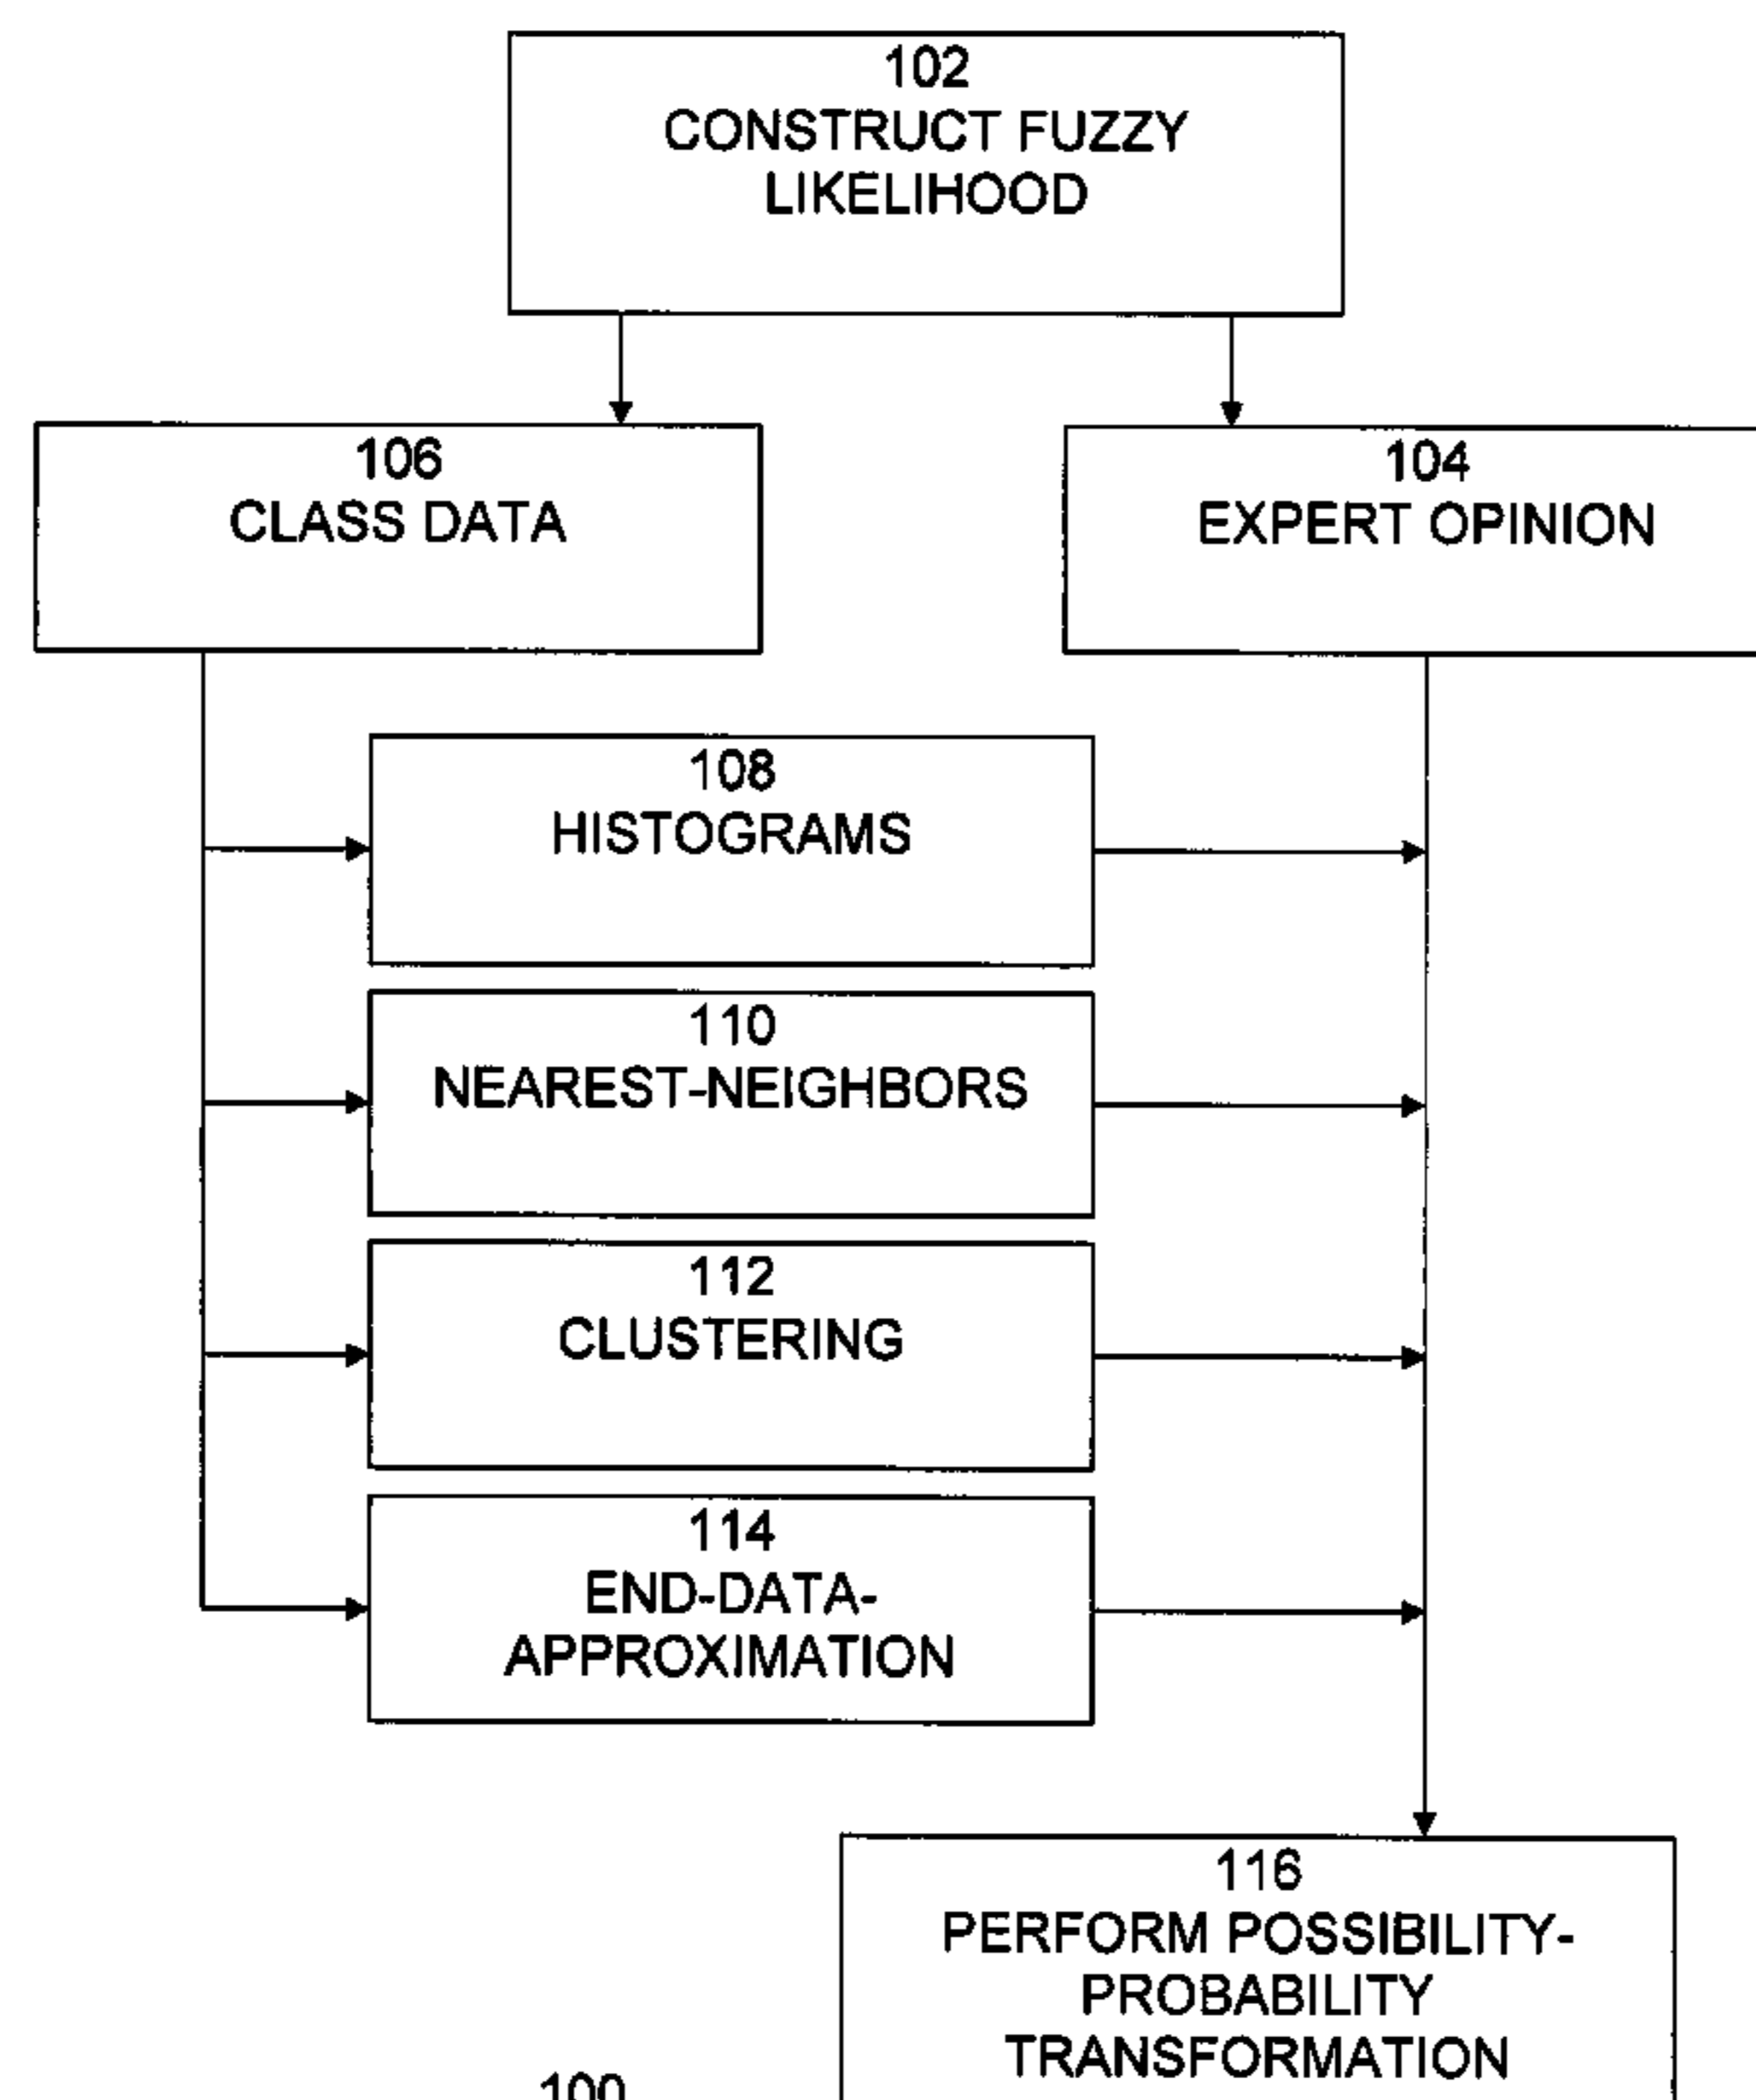 102
CONSTRUCT FUZZY
LIKELIHOOD
106
CLASS DATA
104
EXPERT OPINION
108
HISTOGRAMS
110
NEAREST-NEIGHBORS
112
CLUSTERING
114
END-DATA-
APPROXIMATION
116
PERFORM POSSIBILITY-
PROBABILITY
TRANSFORMATION
100